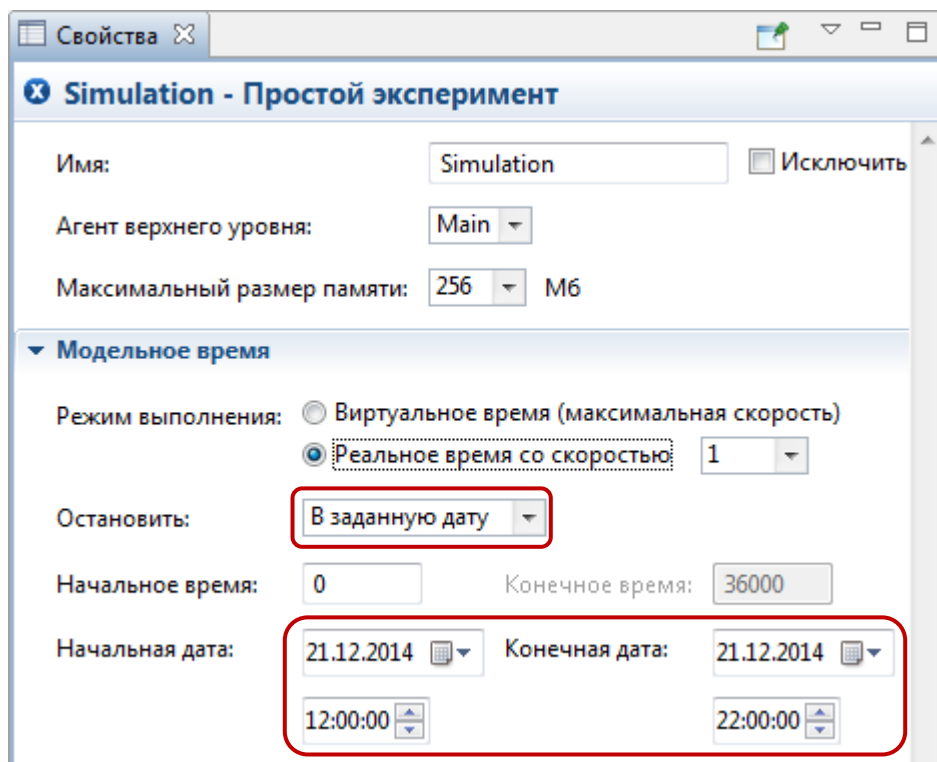 Свойства
Simulation - Простой эксперимент
Имя: Simulation Исключить
Агент верхнего уровня: Main
Максимальный размер памяти: 256 Мб
Модельное время
Режим выполнения: Виртуальное время (максимальная скорость)
Реальное время со скоростью 1
Остановить: В заданную дату
Начальное время: 0 Конечное время: 36000
Начальная дата: 21.12.2014 Конечная дата: 21.12.2014
12:00:00 22:00:00